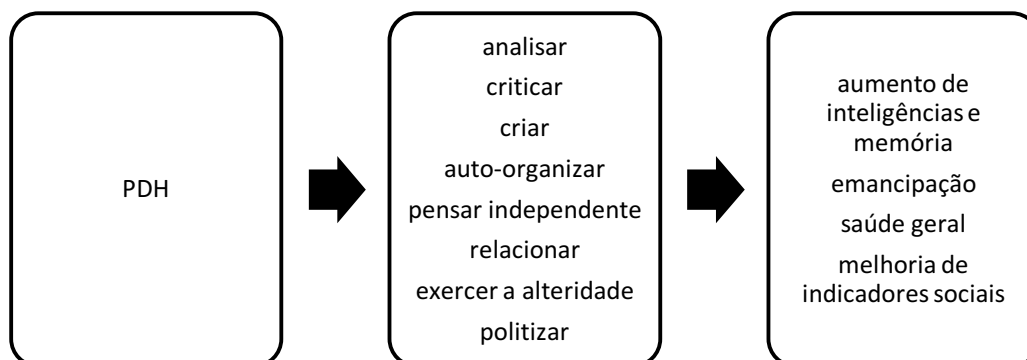 PDH
analisar
criticar
criar
auto-organizar
pensar independente
relacionar
exercer a alteridade
politizar
aumento de
inteligências e
memória
emancipação
saúde geral
melhoria de
indicadores sociais